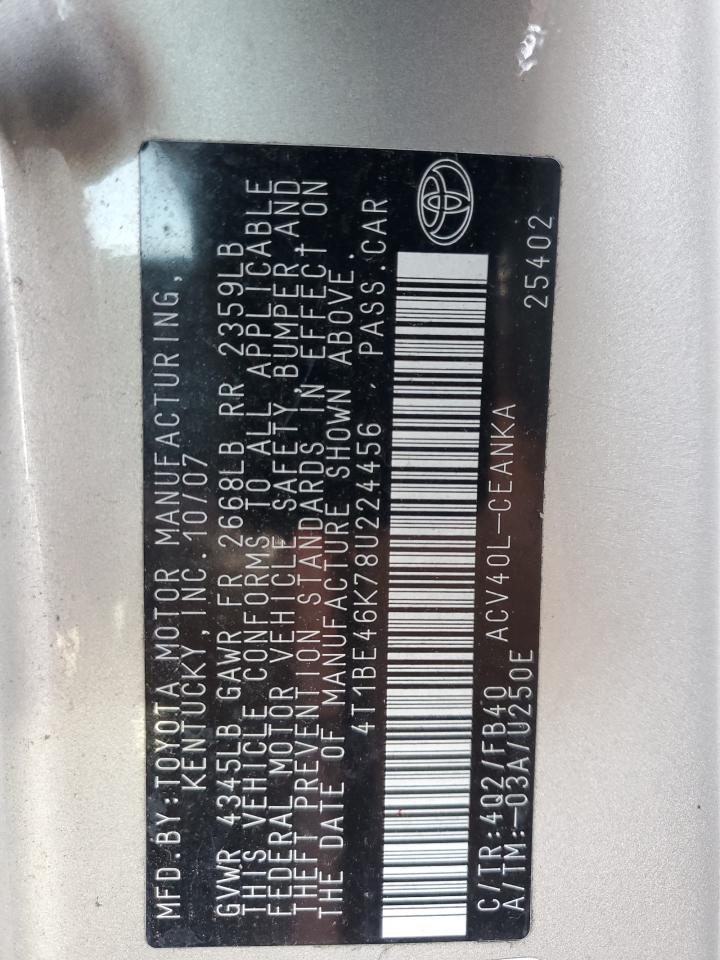 MFD.BY:TOYOTA MOTOR MANUFACTURING,
KENTUCKY, INC. 10/07
GVWR 4345LB GAWR FR 2668LB RR 2359LB
THIS VEHICLE CONFORMS TO ALL APPLICABLE
FEDERAL MOTOR VEHICLE SAFETY, BUMPER, AND
THEFT PREVENTION STANDARDS IN EFFECT ON
THE DATE OF MANUFACTURE SHOWN ABOVE.
4T1BE46K78U224456 , PASS.CAR
C/TR:4Q2/FB40 ACV40L-CEANKA
A/TM:-03A/U250E 25402